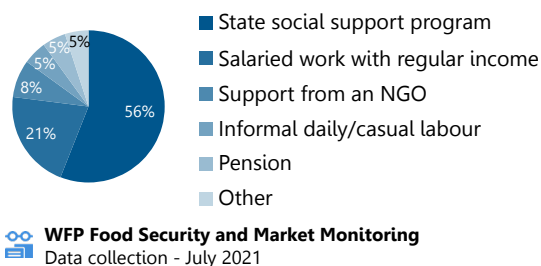 5%
5%
5%
8%
21%
56%
State social support program
Salaried work with regular income
Support from an NGO
Informal daily/casual labour
Pension
Other
WFP Food Security and Market Monitoring
Data collection - July 2021